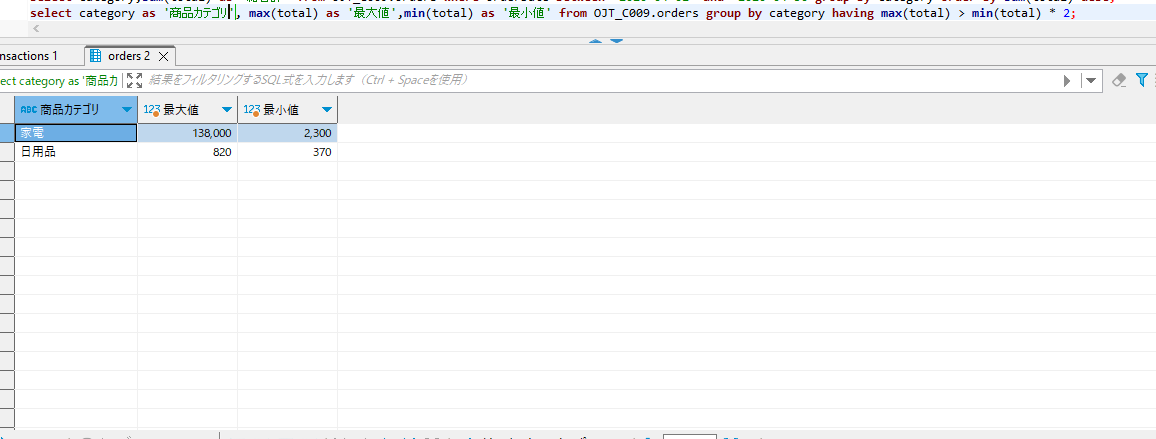 select category as '商品カテゴリ', max(total) as '最大値',min(total) as '最小値' from OJT_C009.orders group by category having max(total) > min(total) * 2;
nsactions 1 orders 2
ect category as '商品カ 結果をフィルタリングするSQL式を入力します (Ctrl + Spaceを使用)
ABC 商品カテゴリ 123 最大値 123 最小値
家電 138,000 2,300
日用品 820 370